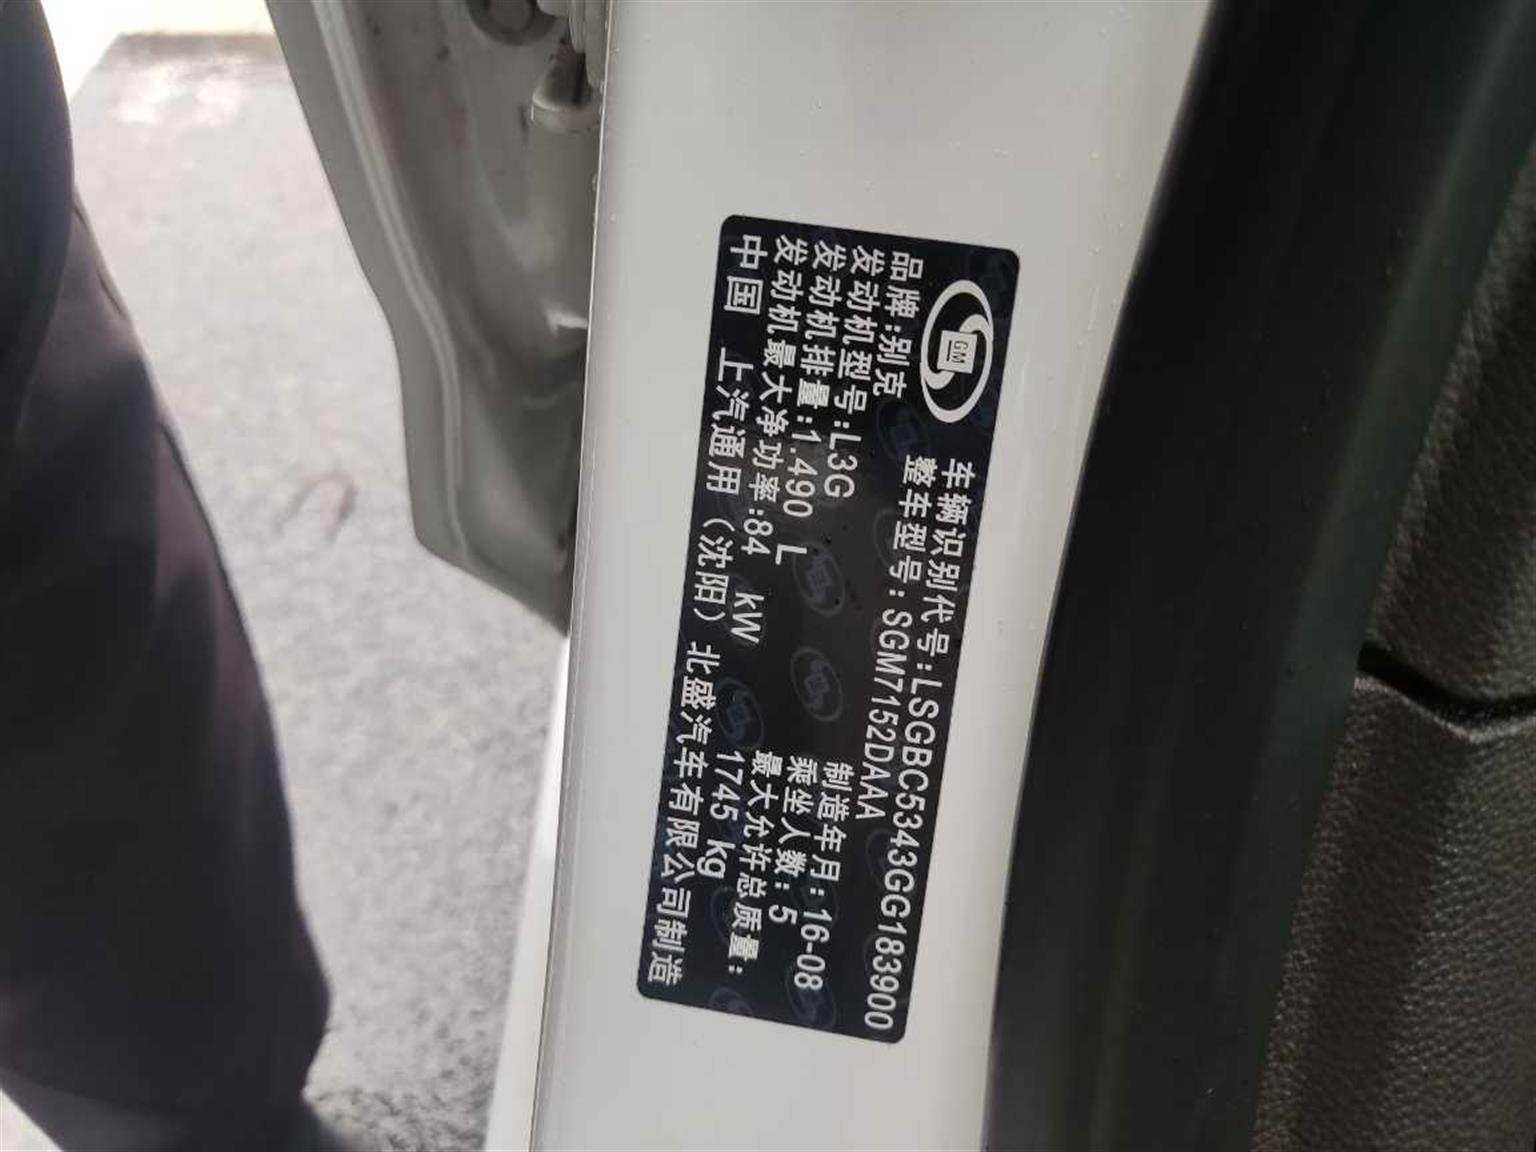 GM
车辆识别代号:LSGBC5343GG183900
整车型号:SGM7152DAAA
品牌:别克
发动机型号:L3G
制造年月:16-08
发动机排量:1.490 L
乘坐人数:5
发动机最大净功率:84 kW
最大允许总质量:
1745 kg
中国 上汽通用(沈阳)北盛汽车有限公司制造